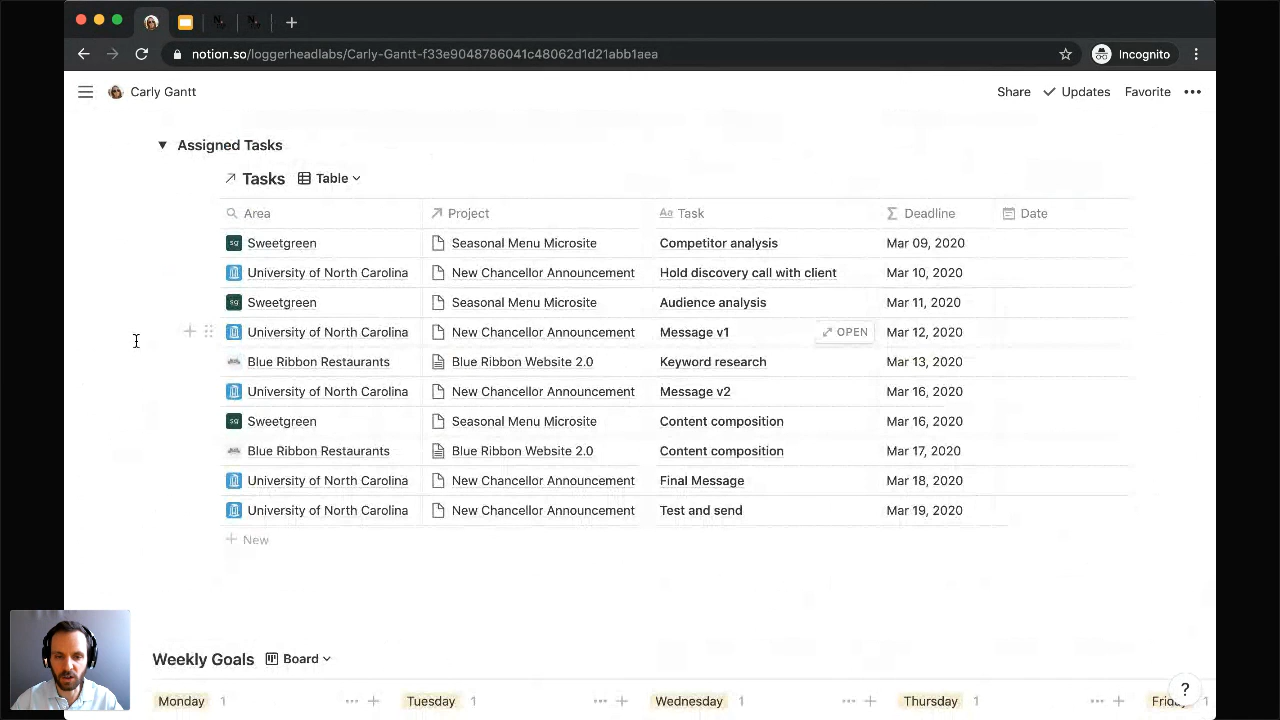 notion.so/loggerheadlabs/Carly-Gantt-f33e9048786041c48062d1d21abb1aea
Incognito
Carly Gantt
Share Updates Favorite
Assigned Tasks
Tasks Table
Area Project Aa Task Deadline Date
sg Sweetgreen Seasonal Menu Microsite Competitor analysis Mar 09, 2020
University of North Carolina New Chancellor Announcement Hold discovery call with client Mar 10, 2020
sg Sweetgreen Seasonal Menu Microsite Audience analysis Mar 11, 2020
University of North Carolina New Chancellor Announcement Message v1 OPEN Mar 12, 2020
Blue Ribbon Restaurants Blue Ribbon Website 2.0 Keyword research Mar 13, 2020
University of North Carolina New Chancellor Announcement Message v2 Mar 16, 2020
sg Sweetgreen Seasonal Menu Microsite Content composition Mar 16, 2020
Blue Ribbon Restaurants Blue Ribbon Website 2.0 Content composition Mar 17, 2020
University of North Carolina New Chancellor Announcement Final Message Mar 18, 2020
University of North Carolina New Chancellor Announcement Test and send Mar 19, 2020
New
Weekly Goals Board
?
Monday 1 Tuesday 1 Wednesday 1 Thursday 1 1